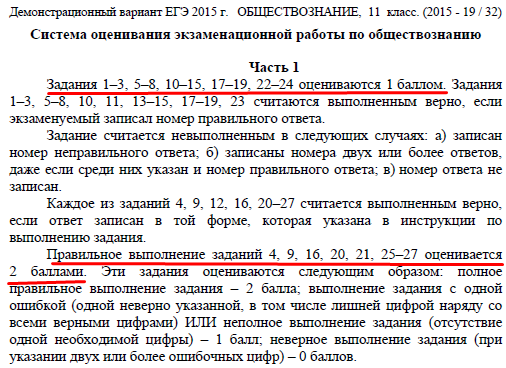 Демонстрационный вариант ЕГЭ 2015 г. ОБЩЕСТВОЗНАНИЕ, 11 класс. (2015 - 19 / 32)
Система оценивания экзаменационной работы по обществознанию
Часть 1
Задания 1–3, 5–8, 10–15, 17–19, 22–24 оцениваются 1 баллом. Задания
1–3, 5–8, 10, 11, 13–15, 17–19, 23 считаются выполненным верно, если
экзаменуемый записал номер правильного ответа.
Задание считается невыполненным в следующих случаях: а) записан
номер неправильного ответа; б) записаны номера двух или более ответов,
даже если среди них указан и номер правильного ответа; в) номер ответа не
записан.
Каждое из заданий 4, 9, 12, 16, 20–27 считается выполненным верно,
если ответ записан в той форме, которая указана в инструкции по
выполнению задания.
Правильное выполнение заданий 4, 9, 16, 20, 21, 25–27 оценивается
2 баллами. Эти задания оцениваются следующим образом: полное
правильное выполнение задания – 2 балла; выполнение задания с одной
ошибкой (одной неверно указанной, в том числе лишней цифрой наряду со
всеми верными цифрами) ИЛИ неполное выполнение задания (отсутствие
одной необходимой цифры) – 1 балл; неверное выполнение задания (при
указании двух или более ошибочных цифр) – 0 баллов.